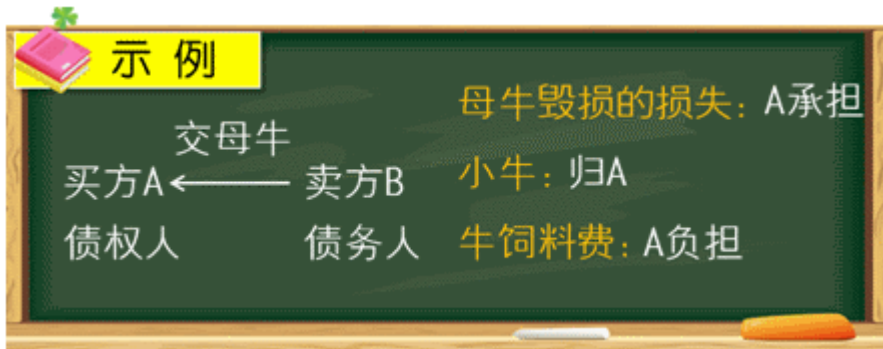 示例
交母牛
买方A← 卖方B
债权人 债务人
母牛毁损的损失：A承担
小牛：归A
牛饲料费：A负担